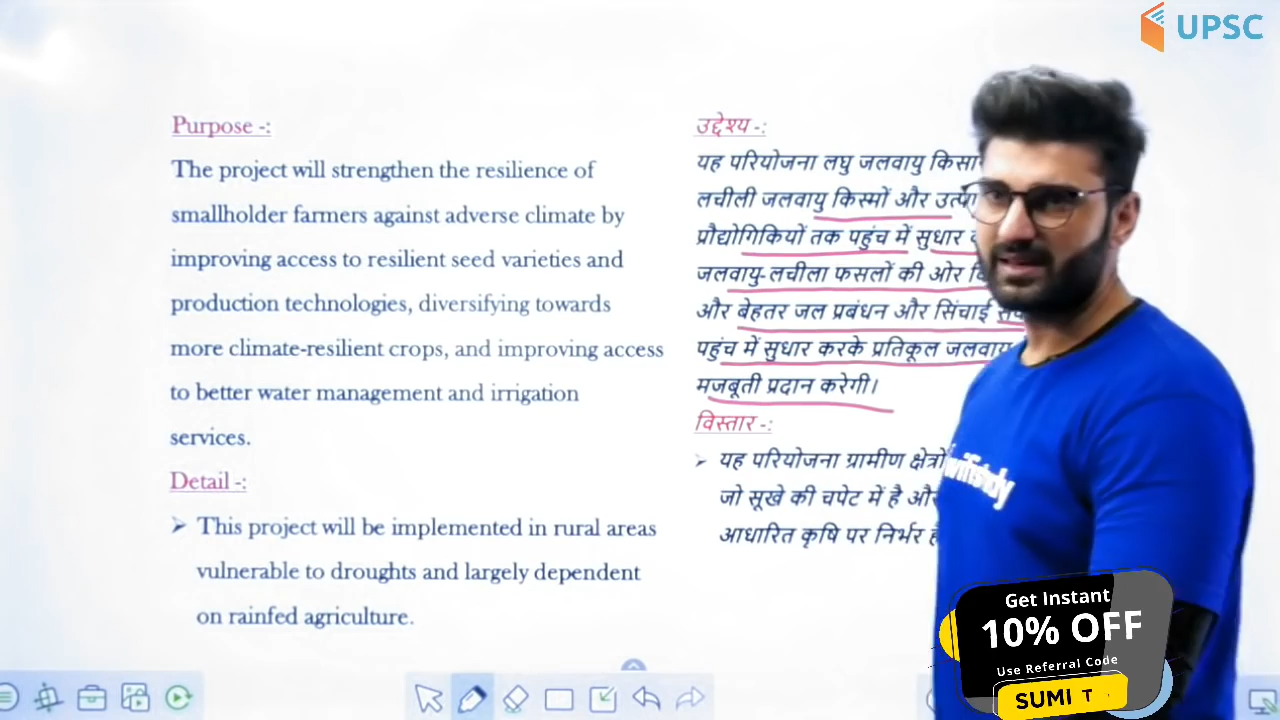 UPSC
Purpose -:
The project will strengthen the resilience of
smallholder farmers against adverse climate by
improving access to resilient seed varieties and
production technologies, diversifying towards
more climate-resilient crops, and improving access
to better water management and irrigation
services.
Detail -:
➤ This project will be implemented in rural areas
vulnerable to droughts and largely dependent
on rainfed agriculture.
उद्देश्य -:
यह परियोजना लघु जलवायु
लचीली जलवायु किस्मों और
प्रौद्योगिकियों तक पहुंच में सुधार
जलवायु-लचीला फसलों की ओर
और बेहतर जल प्रबंधन और सिंचाई
पहुंच में सुधार करके प्रतिकूल
मजबूती प्रदान करेगी।
विस्तार -:
➤ यह परियोजना ग्रामीण
जो सूखे की चपेट में है
आधारित कृषि पर निर्भर
Get Instant
10% OFF
Use Referral Code